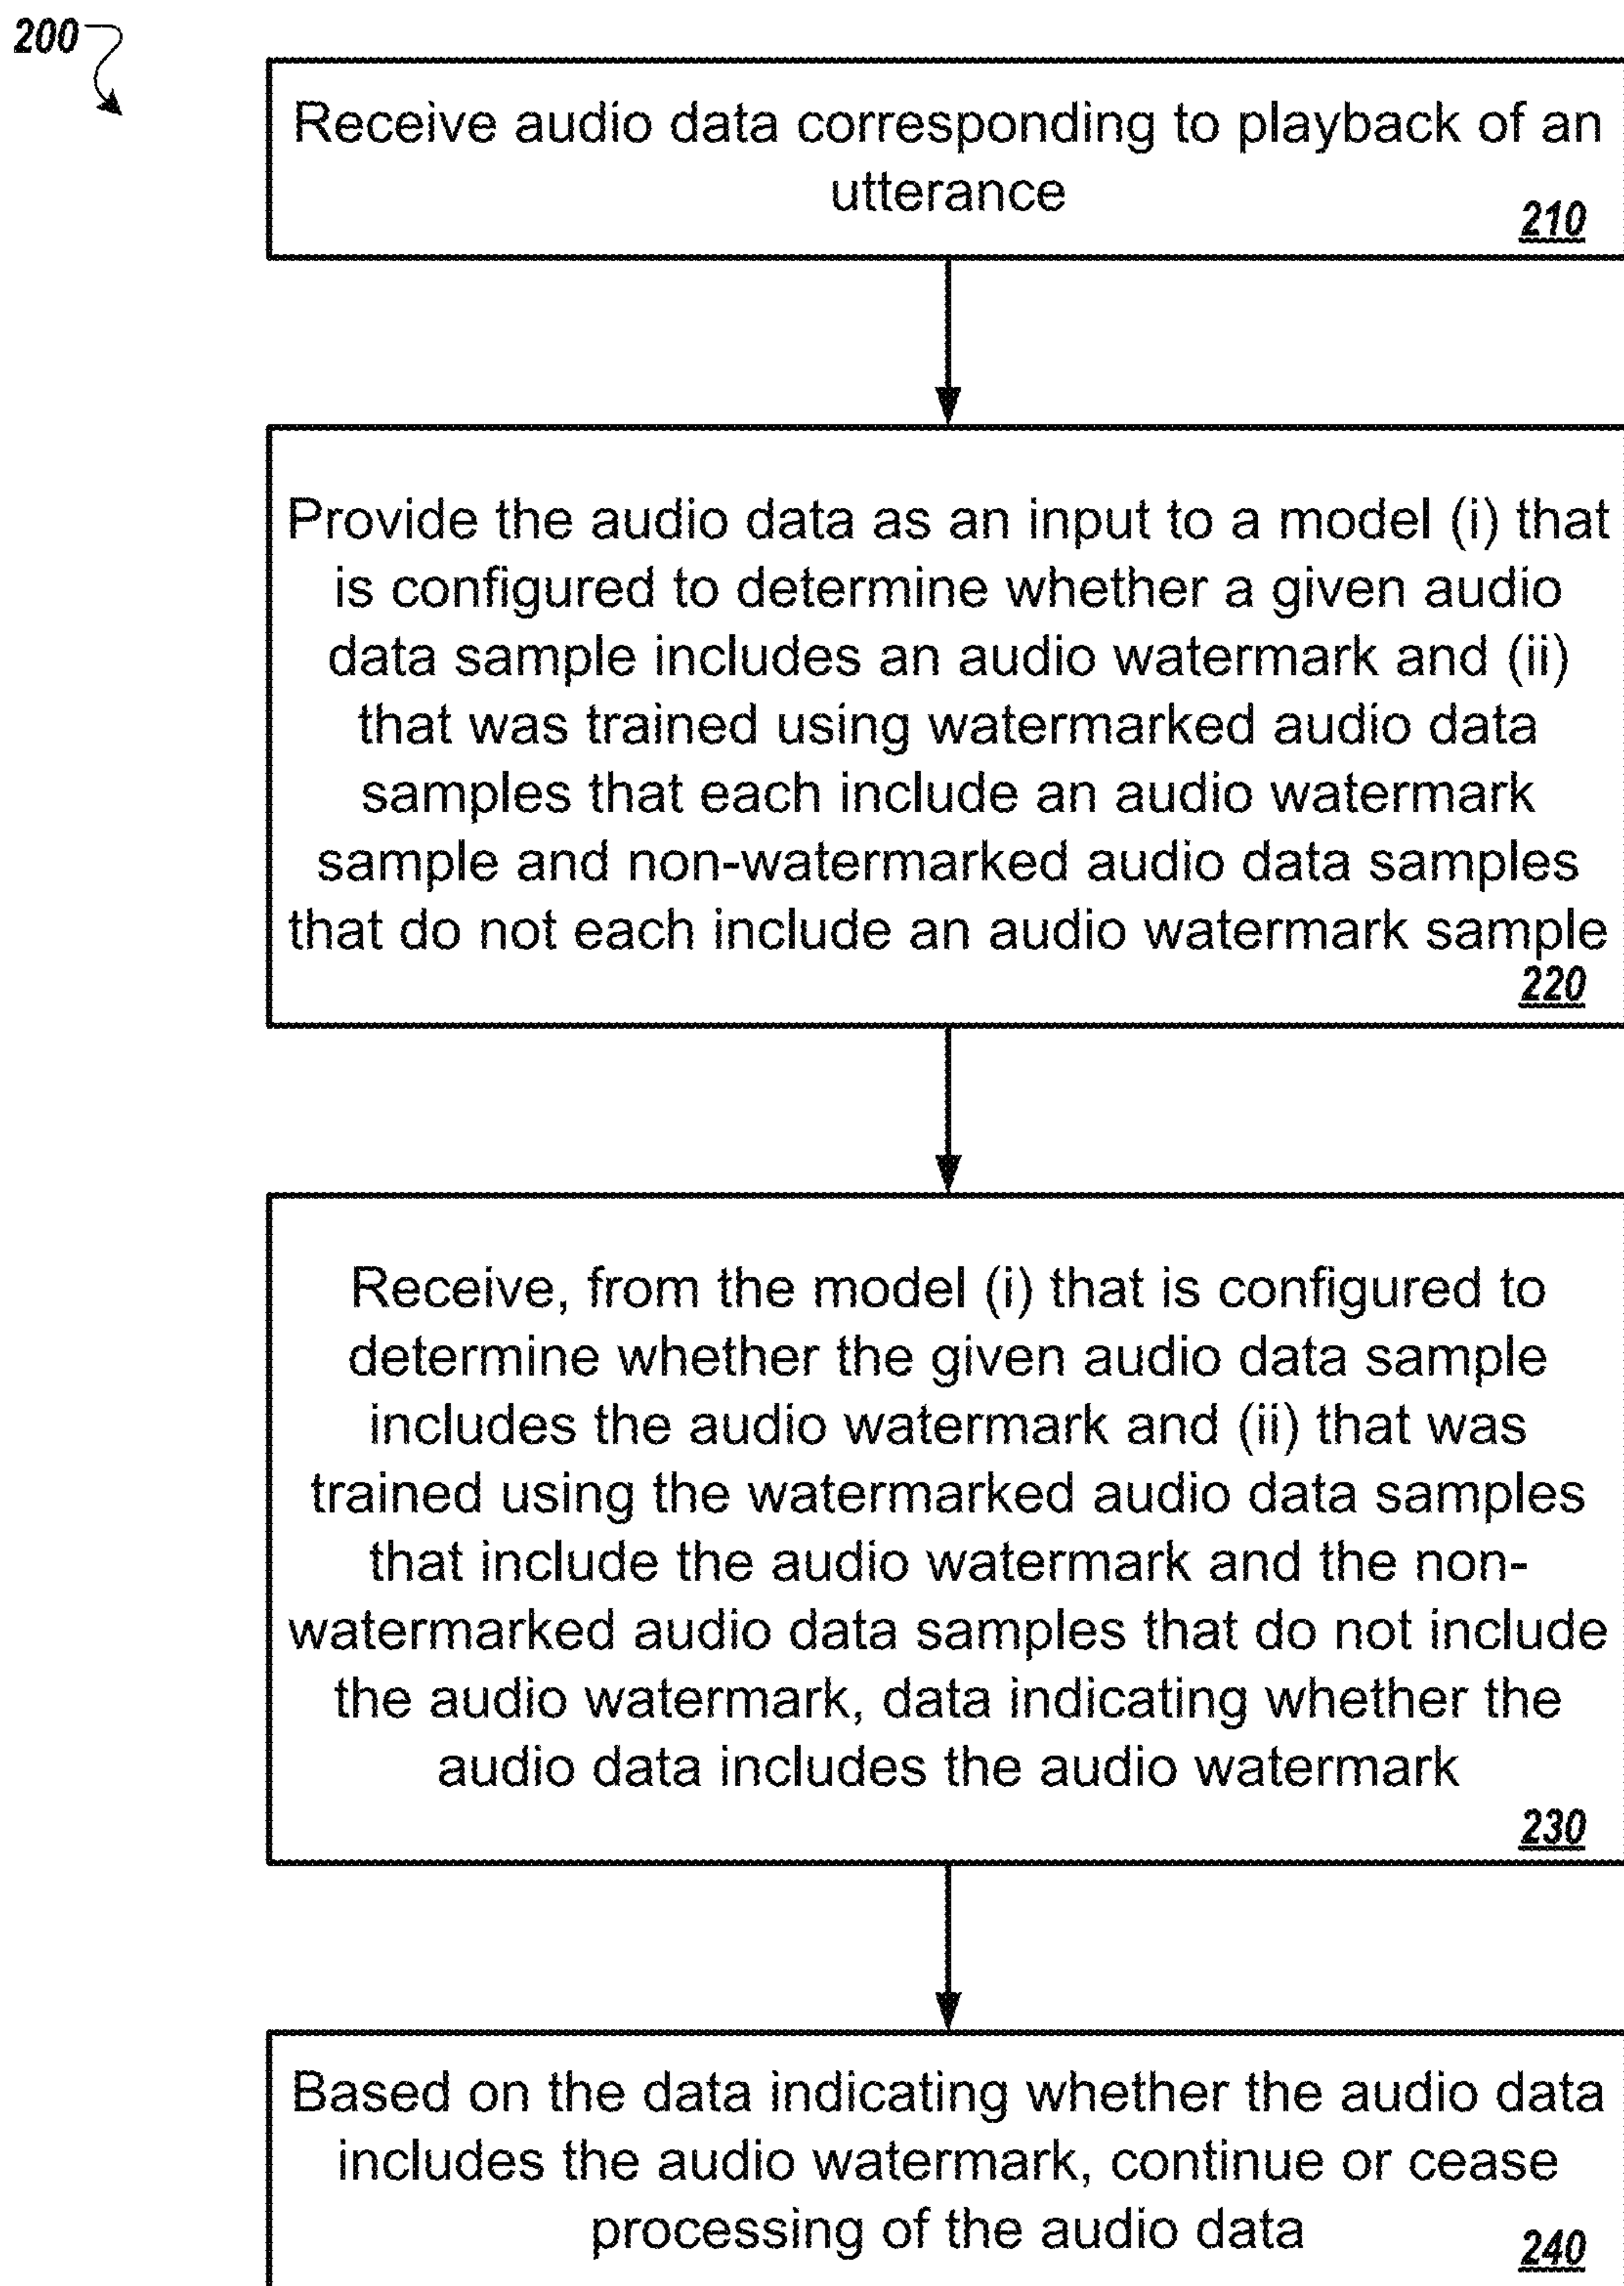 200
Receive audio data corresponding to playback of an
utterance
210
Provide the audio data as an input to a model (i) that
is configured to determine whether a given audio
data sample includes an audio watermark and (ii)
that was trained using watermarked audio data
samples that each include an audio watermark
sample and non-watermarked audio data samples
that do not each include an audio watermark sample
220
Receive, from the model (i) that is configured to
determine whether the given audio data sample
includes the audio watermark and (ii) that was
trained using the watermarked audio data samples
that include the audio watermark and the non-
watermarked audio data samples that do not include
the audio watermark, data indicating whether the
audio data includes the audio watermark
230
Based on the data indicating whether the audio data
includes the audio watermark, continue or cease
processing of the audio data
240